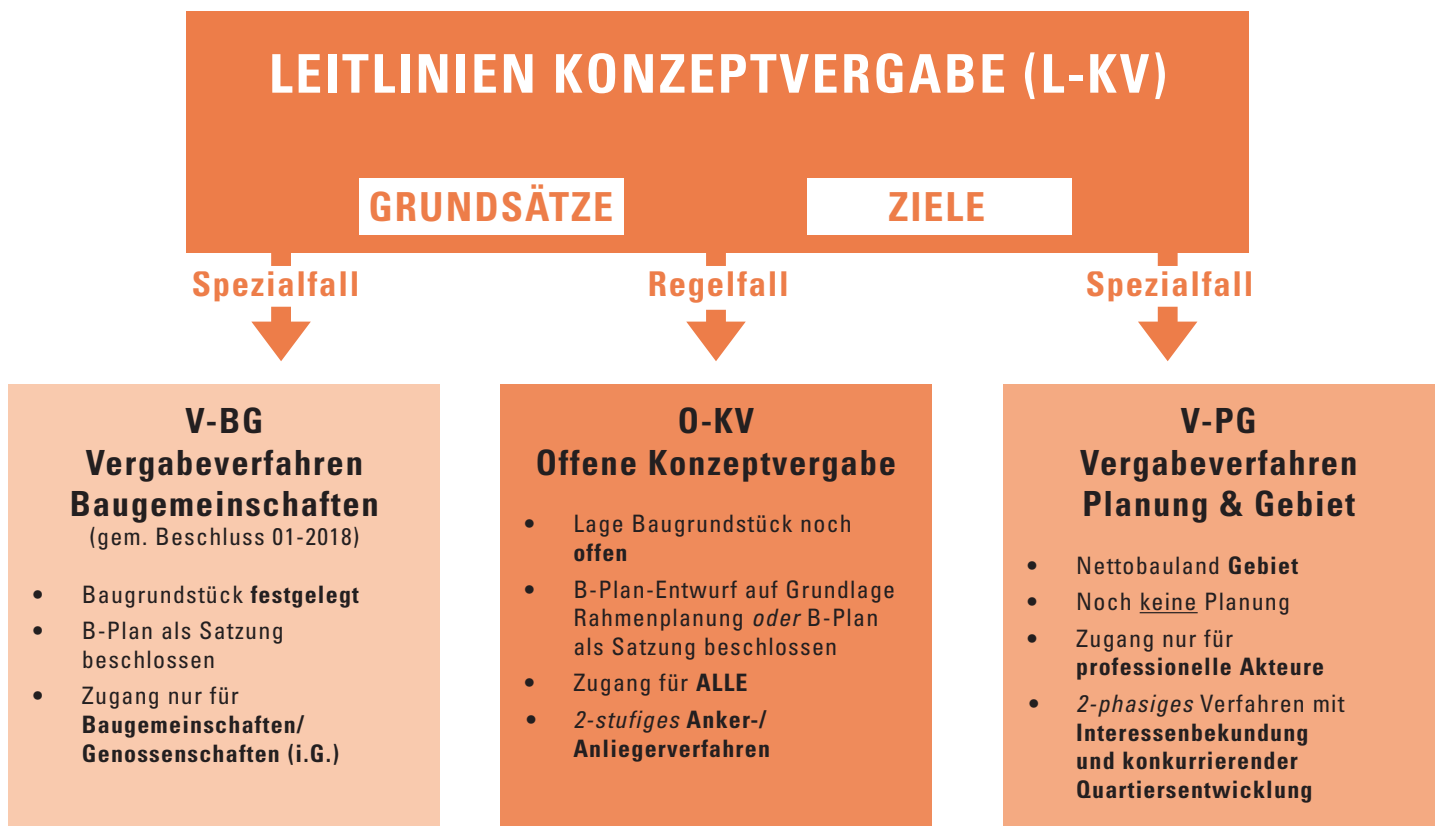 LEITLINIEN KONZEPTVERGABE (L-KV)
GRUNDSÄTZE
ZIELE
Spezialfall
Regelfall
Spezialfall
V-BG
Vergabeverfahren
Baugemeinschaften
(gem. Beschluss 01-2018)
• Baugrundstück festgelegt
• B-Plan als Satzung
beschlossen
• Zugang nur für
Baugemeinschaften/
Genossenschaften (i.G.)
O-KV
Offene Konzeptvergabe
• Lage Baugrundstück noch
offen
• B-Plan-Entwurf auf Grundlage
Rahmenplanung oder B-Plan
als Satzung beschlossen
• Zugang für ALLE
• 2-stufiges Anker-/
Anliegerverfahren
V-PG
Vergabeverfahren
Planung & Gebiet
• Nettobauland Gebiet
• Noch keine Planung
• Zugang nur für
professionelle Akteure
• 2-phasiges Verfahren mit
Interessenbekundung
und konkurrierender
Quartiersentwicklung